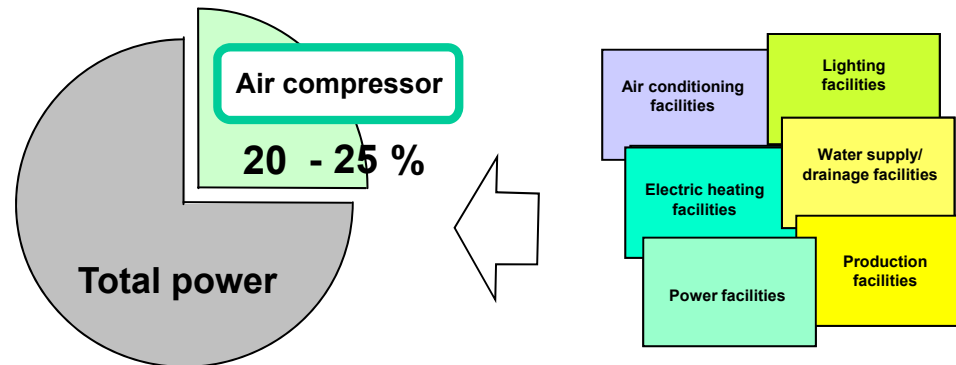 Air compressor
20 - 25 %
Total power
Air conditioning
facilities
Lighting
facilities
Electric heating
facilities
Water supply/
drainage facilities
Power facilities
Production
facilities